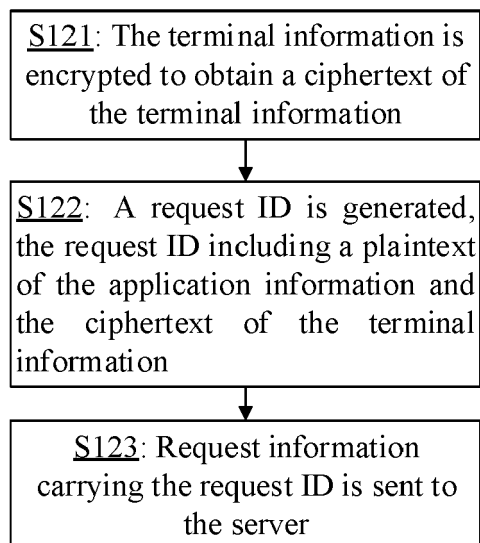 S121: The terminal information is
encrypted to obtain a ciphertext of
the terminal information
S122: A request ID is generated,
the request ID including a plaintext
of the application information and
the ciphertext of the terminal
information
S123: Request information
carrying the request ID is sent to
the server